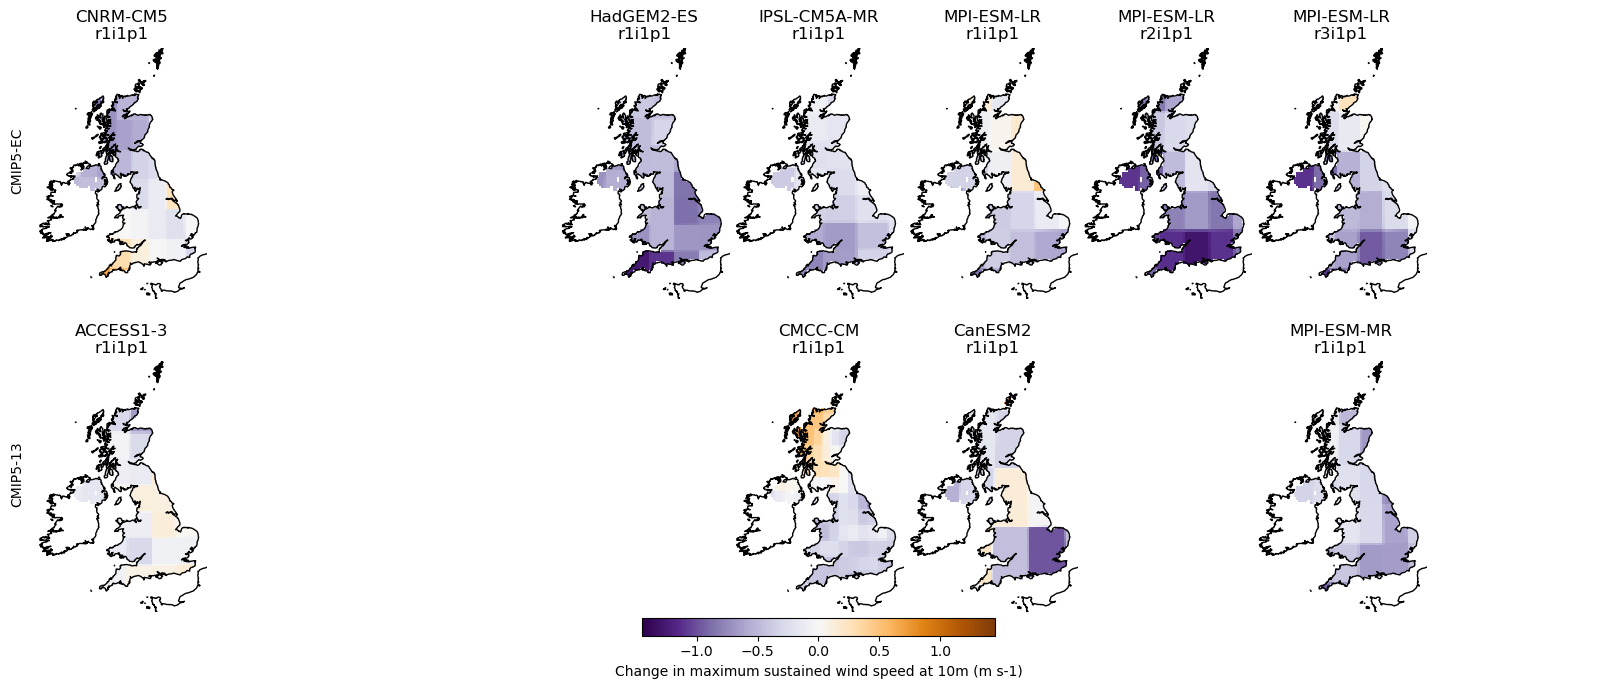 CNRM-CM5
r1i1p1
HadGEM2-ES
r1i1p1
IPSL-CM5A-MR
r1i1p1
MPI-ESM-LR
r1i1p1
MPI-ESM-LR
r2i1p1
MPI-ESM-LR
r3i1p1
CMIP5-EC
ACCESS1-3
r1i1p1
CMCC-CM
r1i1p1
CanESM2
r1i1p1
MPI-ESM-MR
r1i1p1
CMIP5-13
−1.0 −0.5 0.0 0.5 1.0
Change in maximum sustained wind speed at 10m (m s-1)